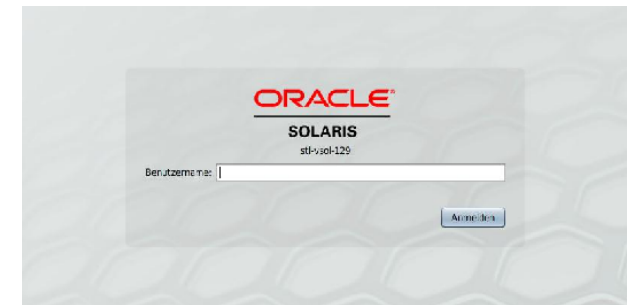 ORACLE®
SOLARIS
stl-vsol-129
Benutzername:
Anmelden